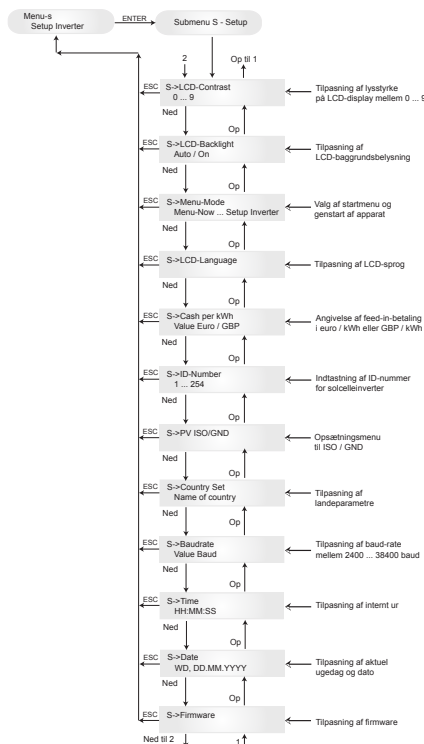 Menu-s
Setup Inverter
ENTER
Submenu S - Setup
2
Op til 1
ESC
S->LCD-Contrast
0 ... 9
Tilpasning af lysstyrke
på LCD-display mellem 0 ... 9
Ned
Op
ESC
S->LCD-Backlight
Auto / On
Tilpasning af
LCD-baggrundsbelysning
Ned
Op
ESC
S->Menu-Mode
Menu-Now ... Setup Inverter
Valg af startmenu og
genstart af apparat
Ned
Op
ESC
S->LCD-Language
Tilpasning af LCD-sprog
Ned
Op
ESC
S->Cash per kWh
Value Euro / GBP
Angivelse af feed-in-betaling
i euro / kWh eller GBP / kWh
Ned
Op
ESC
S->ID-Number
1 ... 254
Indtastning af ID-nummer
for solcelleinverter
Ned
Op
ESC
S->PV ISO/GND
Opsætningsmenu
til ISO / GND
Ned
Op
ESC
S->Country Set
Name of country
Tilpasning af
landeparametre
Ned
Op
ESC
S->Baudrate
Value Baud
Tilpasning af baud-rate
mellem 2400 ... 38400 baud
Ned
Op
ESC
S->Time
HH:MM:SS
Tilpasning af internt ur
Ned
Op
ESC
S->Date
WD, DD.MM.YYYY
Tilpasning af aktuel
ugedag og dato
Ned
Op
ESC
S->Firmware
Tilpasning af firmware
Ned til 2
1